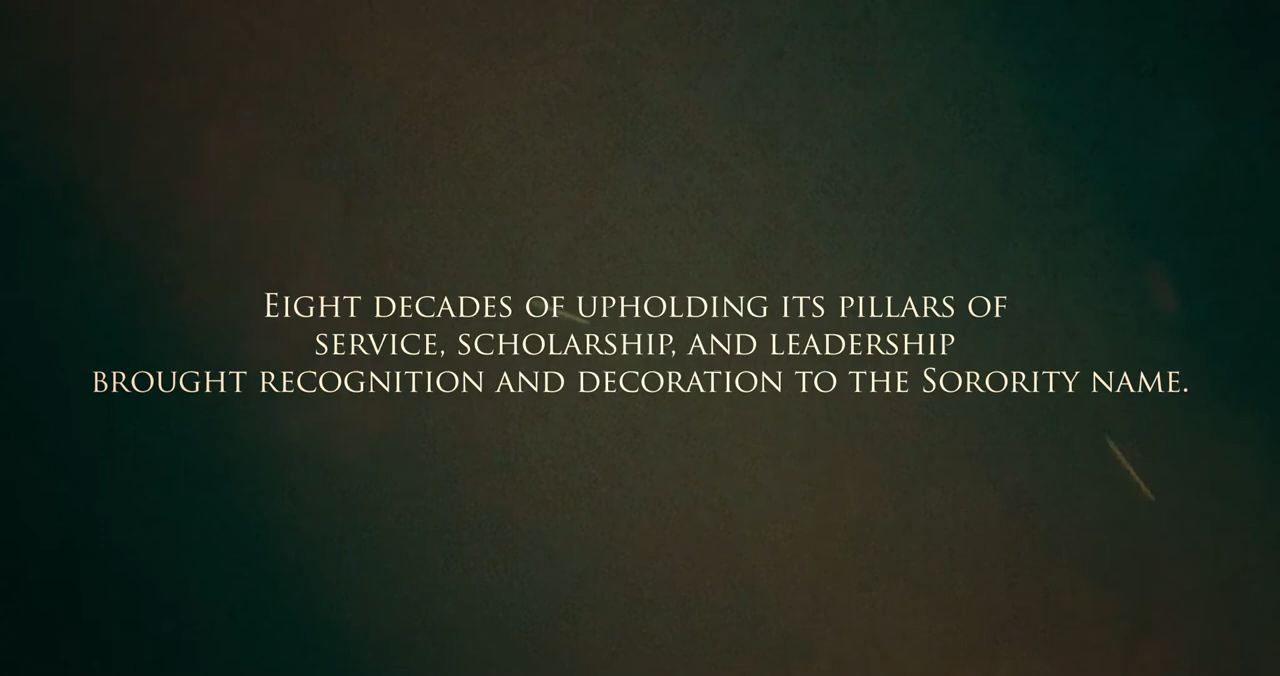 Eight decades of upholding its pillars of
service, scholarship, and leadership
brought recognition and decoration to the Sorority name.